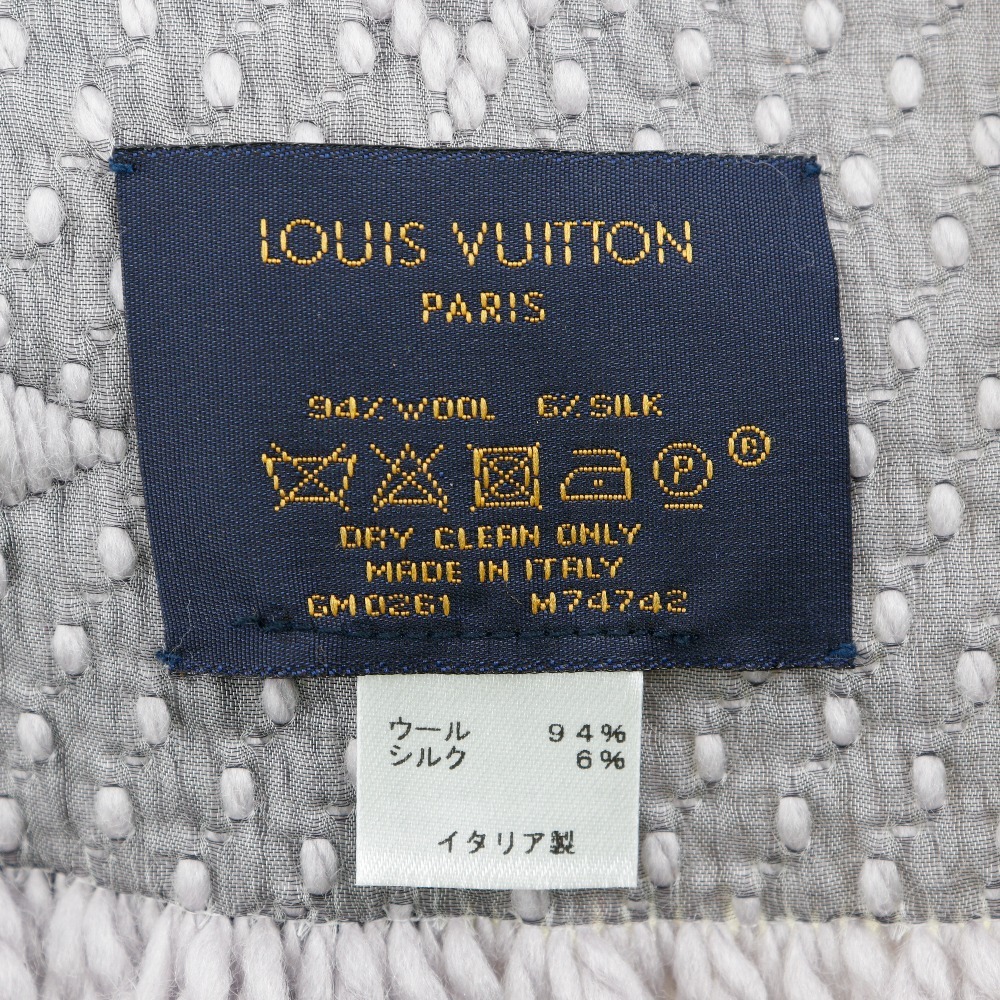 LOUIS VUITTON
PARIS
94% WOOL 6% SILK
P ®
DRY CLEAN ONLY
MADE IN ITALY
GM0261 M74742
ウール 94%
シルク 6%
イタリア製